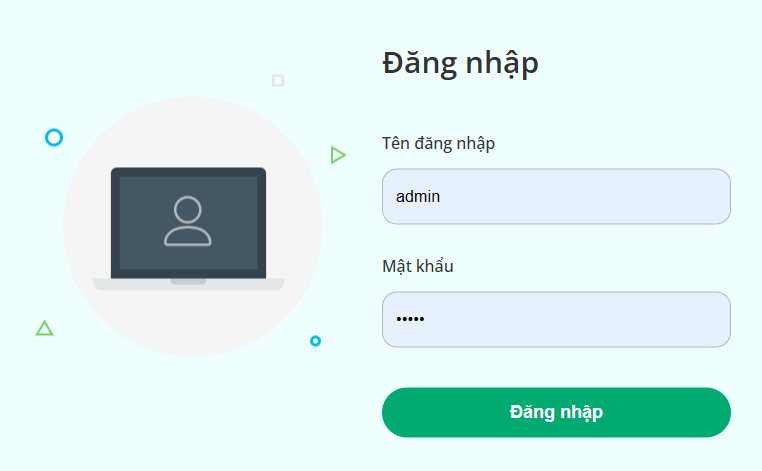 Đăng nhập
Tên đăng nhập
admin
Mật khẩu
•••••
Đăng nhập